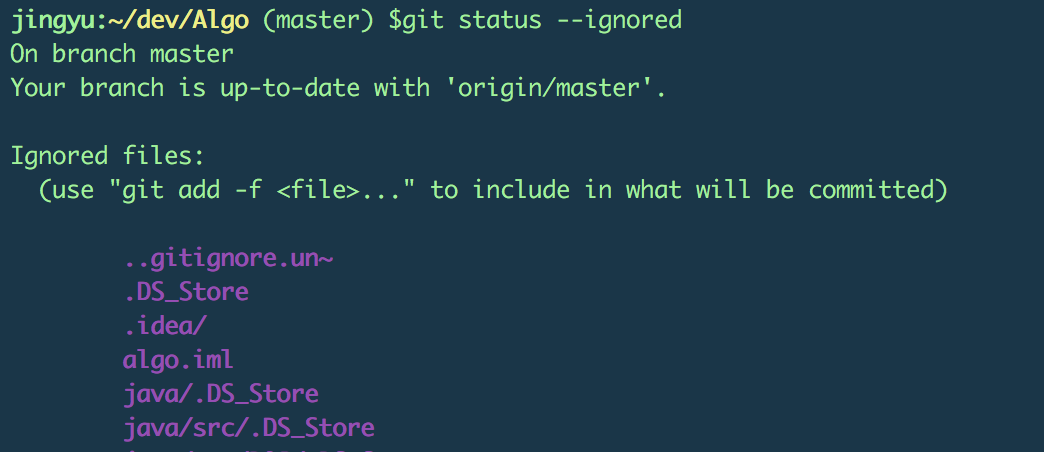 jingyu:~/dev/Algo (master) $git status --ignored
On branch master
Your branch is up-to-date with 'origin/master'.
Ignored files:
(use "git add -f <file>..." to include in what will be committed)
..gitignore.un~
.DS_Store
.idea/
algo.iml
java/.DS_Store
java/src/.DS_Store